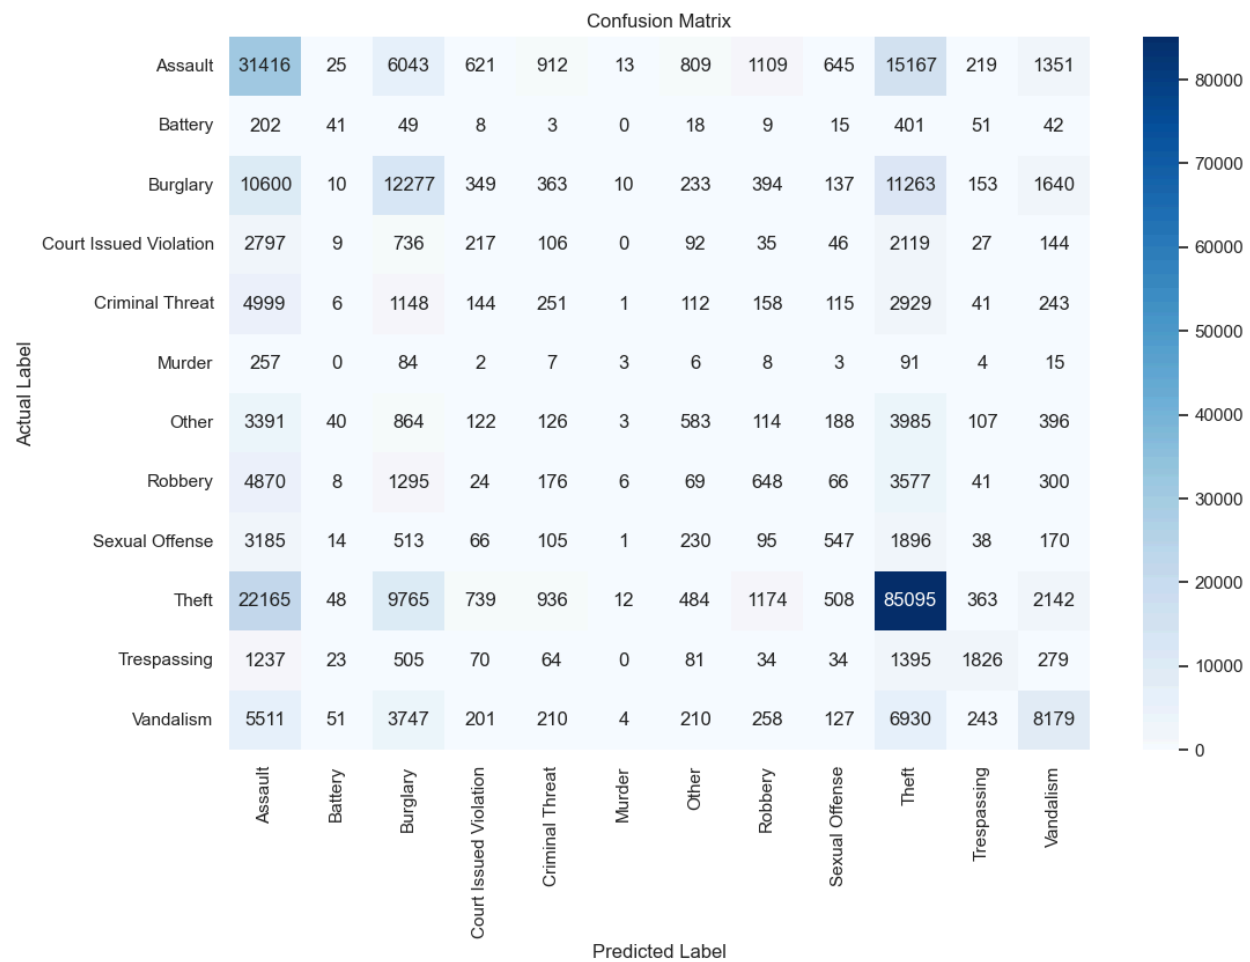 Confusion Matrix
Actual Label
Assault 31416 25 6043 621 912 13 809 1109 645 15167 219 1351
Battery 202 41 49 8 3 0 18 9 15 401 51 42
Burglary 10600 10 12277 349 363 10 233 394 137 11263 153 1640
Court Issued Violation 2797 9 736 217 106 0 92 35 46 2119 27 144
Criminal Threat 4999 6 1148 144 251 1 112 158 115 2929 41 243
Murder 257 0 84 2 7 3 6 8 3 91 4 15
Other 3391 40 864 122 126 3 583 114 188 3985 107 396
Robbery 4870 8 1295 24 176 6 69 648 66 3577 41 300
Sexual Offense 3185 14 513 66 105 1 230 95 547 1896 38 170
Theft 22165 48 9765 739 936 12 484 1174 508 85095 363 2142
Trespassing 1237 23 505 70 64 0 81 34 34 1395 1826 279
Vandalism 5511 51 3747 201 210 4 210 258 127 6930 243 8179
Assault Battery Burglary Court Issued Violation Criminal Threat Murder Other Robbery Sexual Offense Theft Trespassing Vandalism
Predicted Label
80000
70000
60000
50000
40000
30000
20000
10000
0